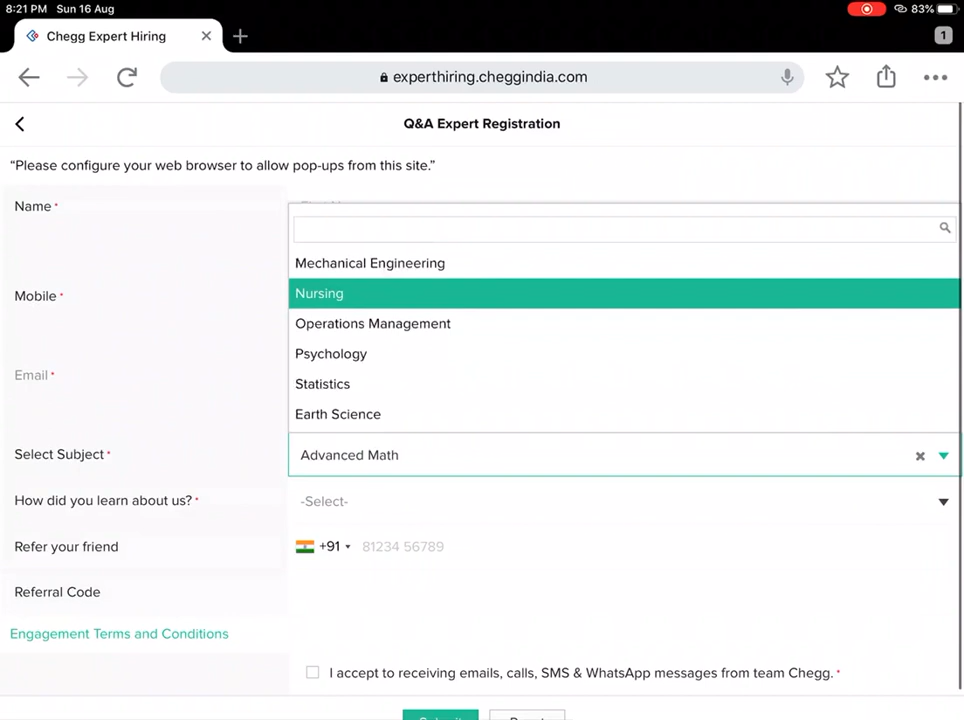 8:21 PM Sun 16 Aug
83%
Chegg Expert Hiring
1
experthiring.cheggindia.com
Q&A Expert Registration
“Please configure your web browser to allow pop-ups from this site.”
Name *
Mechanical Engineering
Nursing
Mobile *
Operations Management
Psychology
Email *
Statistics
Earth Science
Select Subject *
Advanced Math
How did you learn about us? *
-Select-
Refer your friend
+91
81234 56789
Referral Code
Engagement Terms and Conditions
I accept to receiving emails, calls, SMS & WhatsApp messages from team Chegg. *